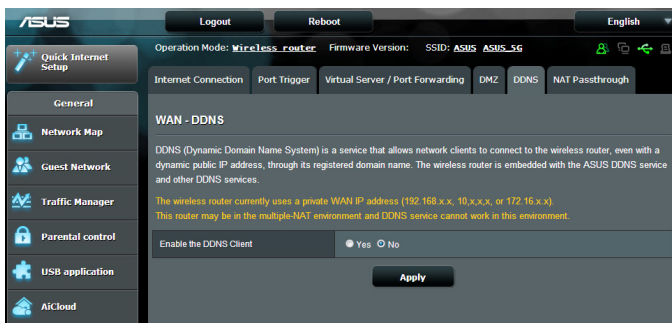 ASUS
Logout
Reboot
English
Quick Internet
Setup
Operation Mode: Wireless router Firmware Version: SSID: ASUS ASUS_5G
Internet Connection
Port Trigger
Virtual Server / Port Forwarding
DMZ
DDNS
NAT Passthrough
General
Network Map
Guest Network
Traffic Manager
Parental control
USB application
AiCloud
WAN - DDNS
DDNS (Dynamic Domain Name System) is a service that allows network clients to connect to the wireless router, even with a
dynamic public IP address, through its registered domain name. The wireless router is embedded with the ASUS DDNS service
and other DDNS services.
The wireless router currently uses a private WAN IP address (192.168.x.x, 10,x,x,x, or 172.16.x.x).
This router may be in the multiple-NAT environment and DDNS service cannot work in this environment.
Enable the DDNS Client
Yes No
Apply